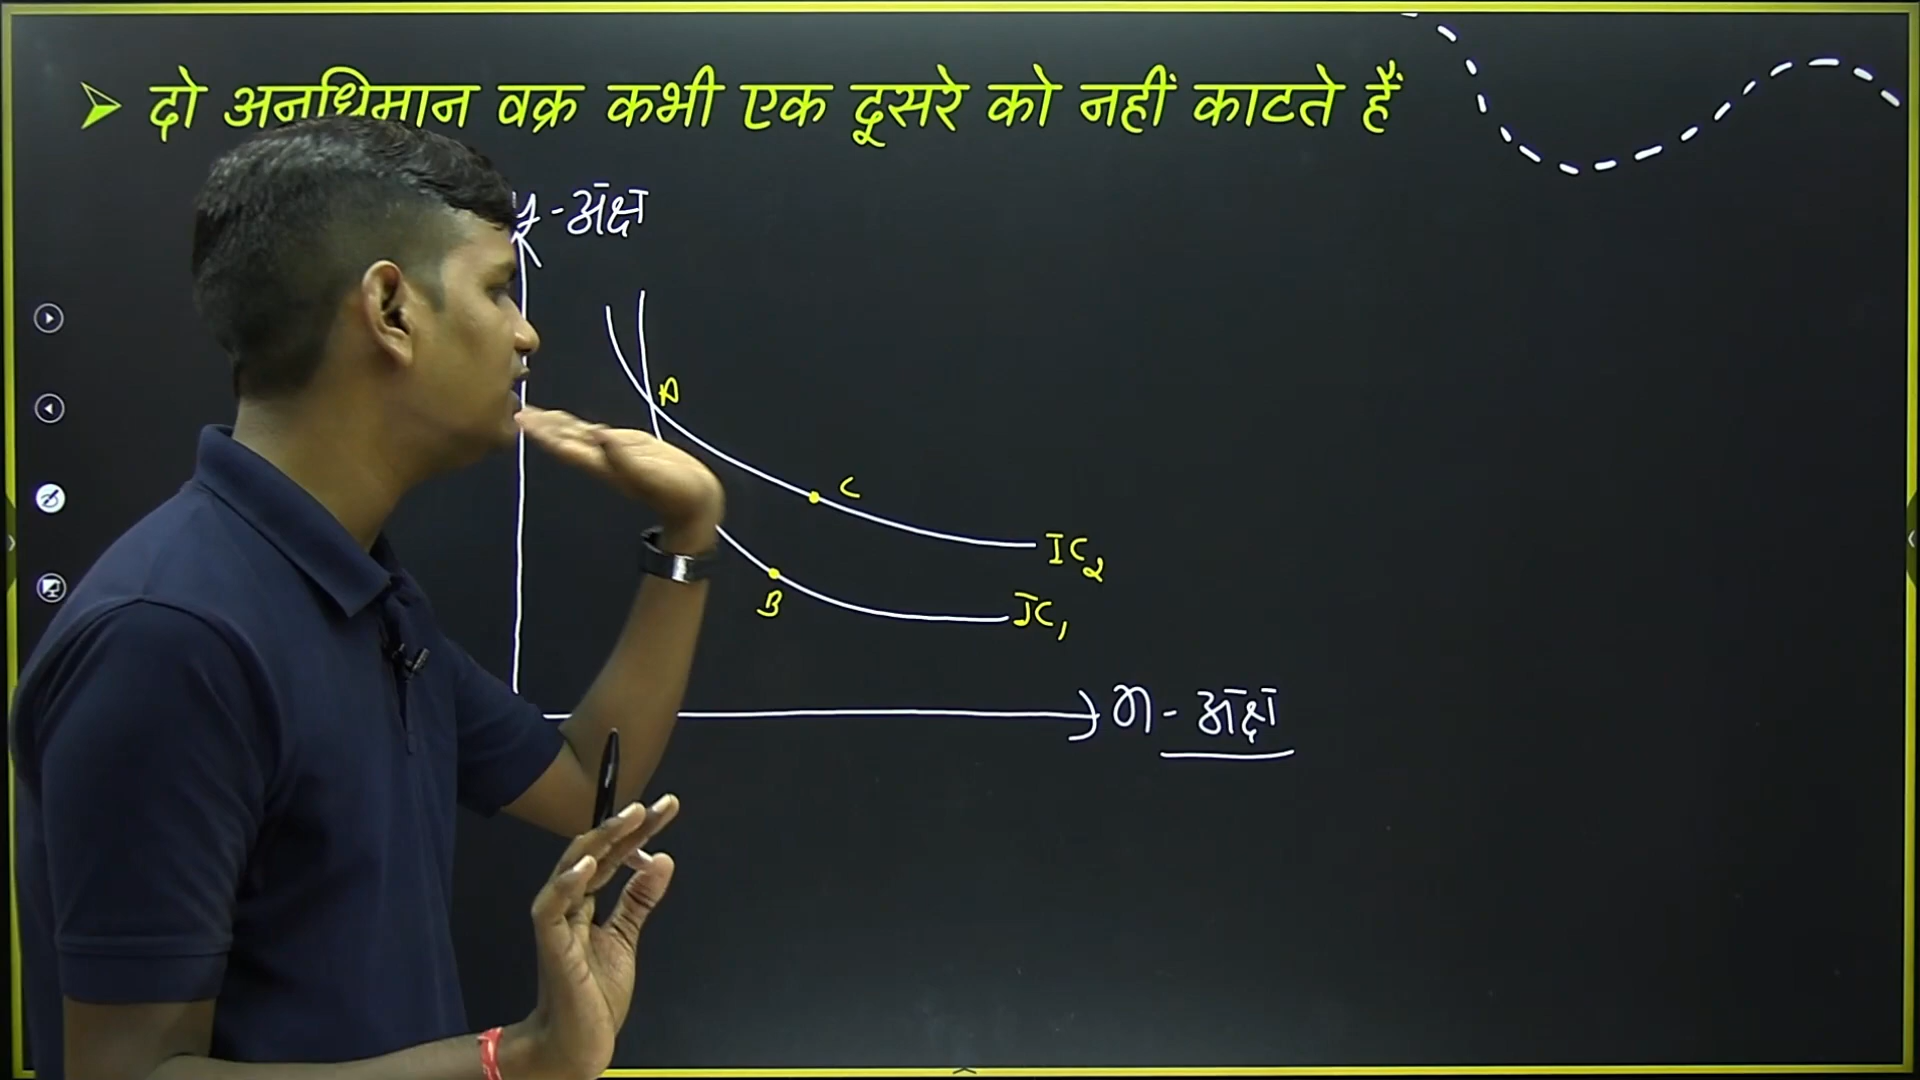 ➢ दो अनधिमान वक्र कभी एक दूसरे को नहीं काटते हैं
y-अक्ष
A
C
IC₂
B
IC₁
x-अक्ष